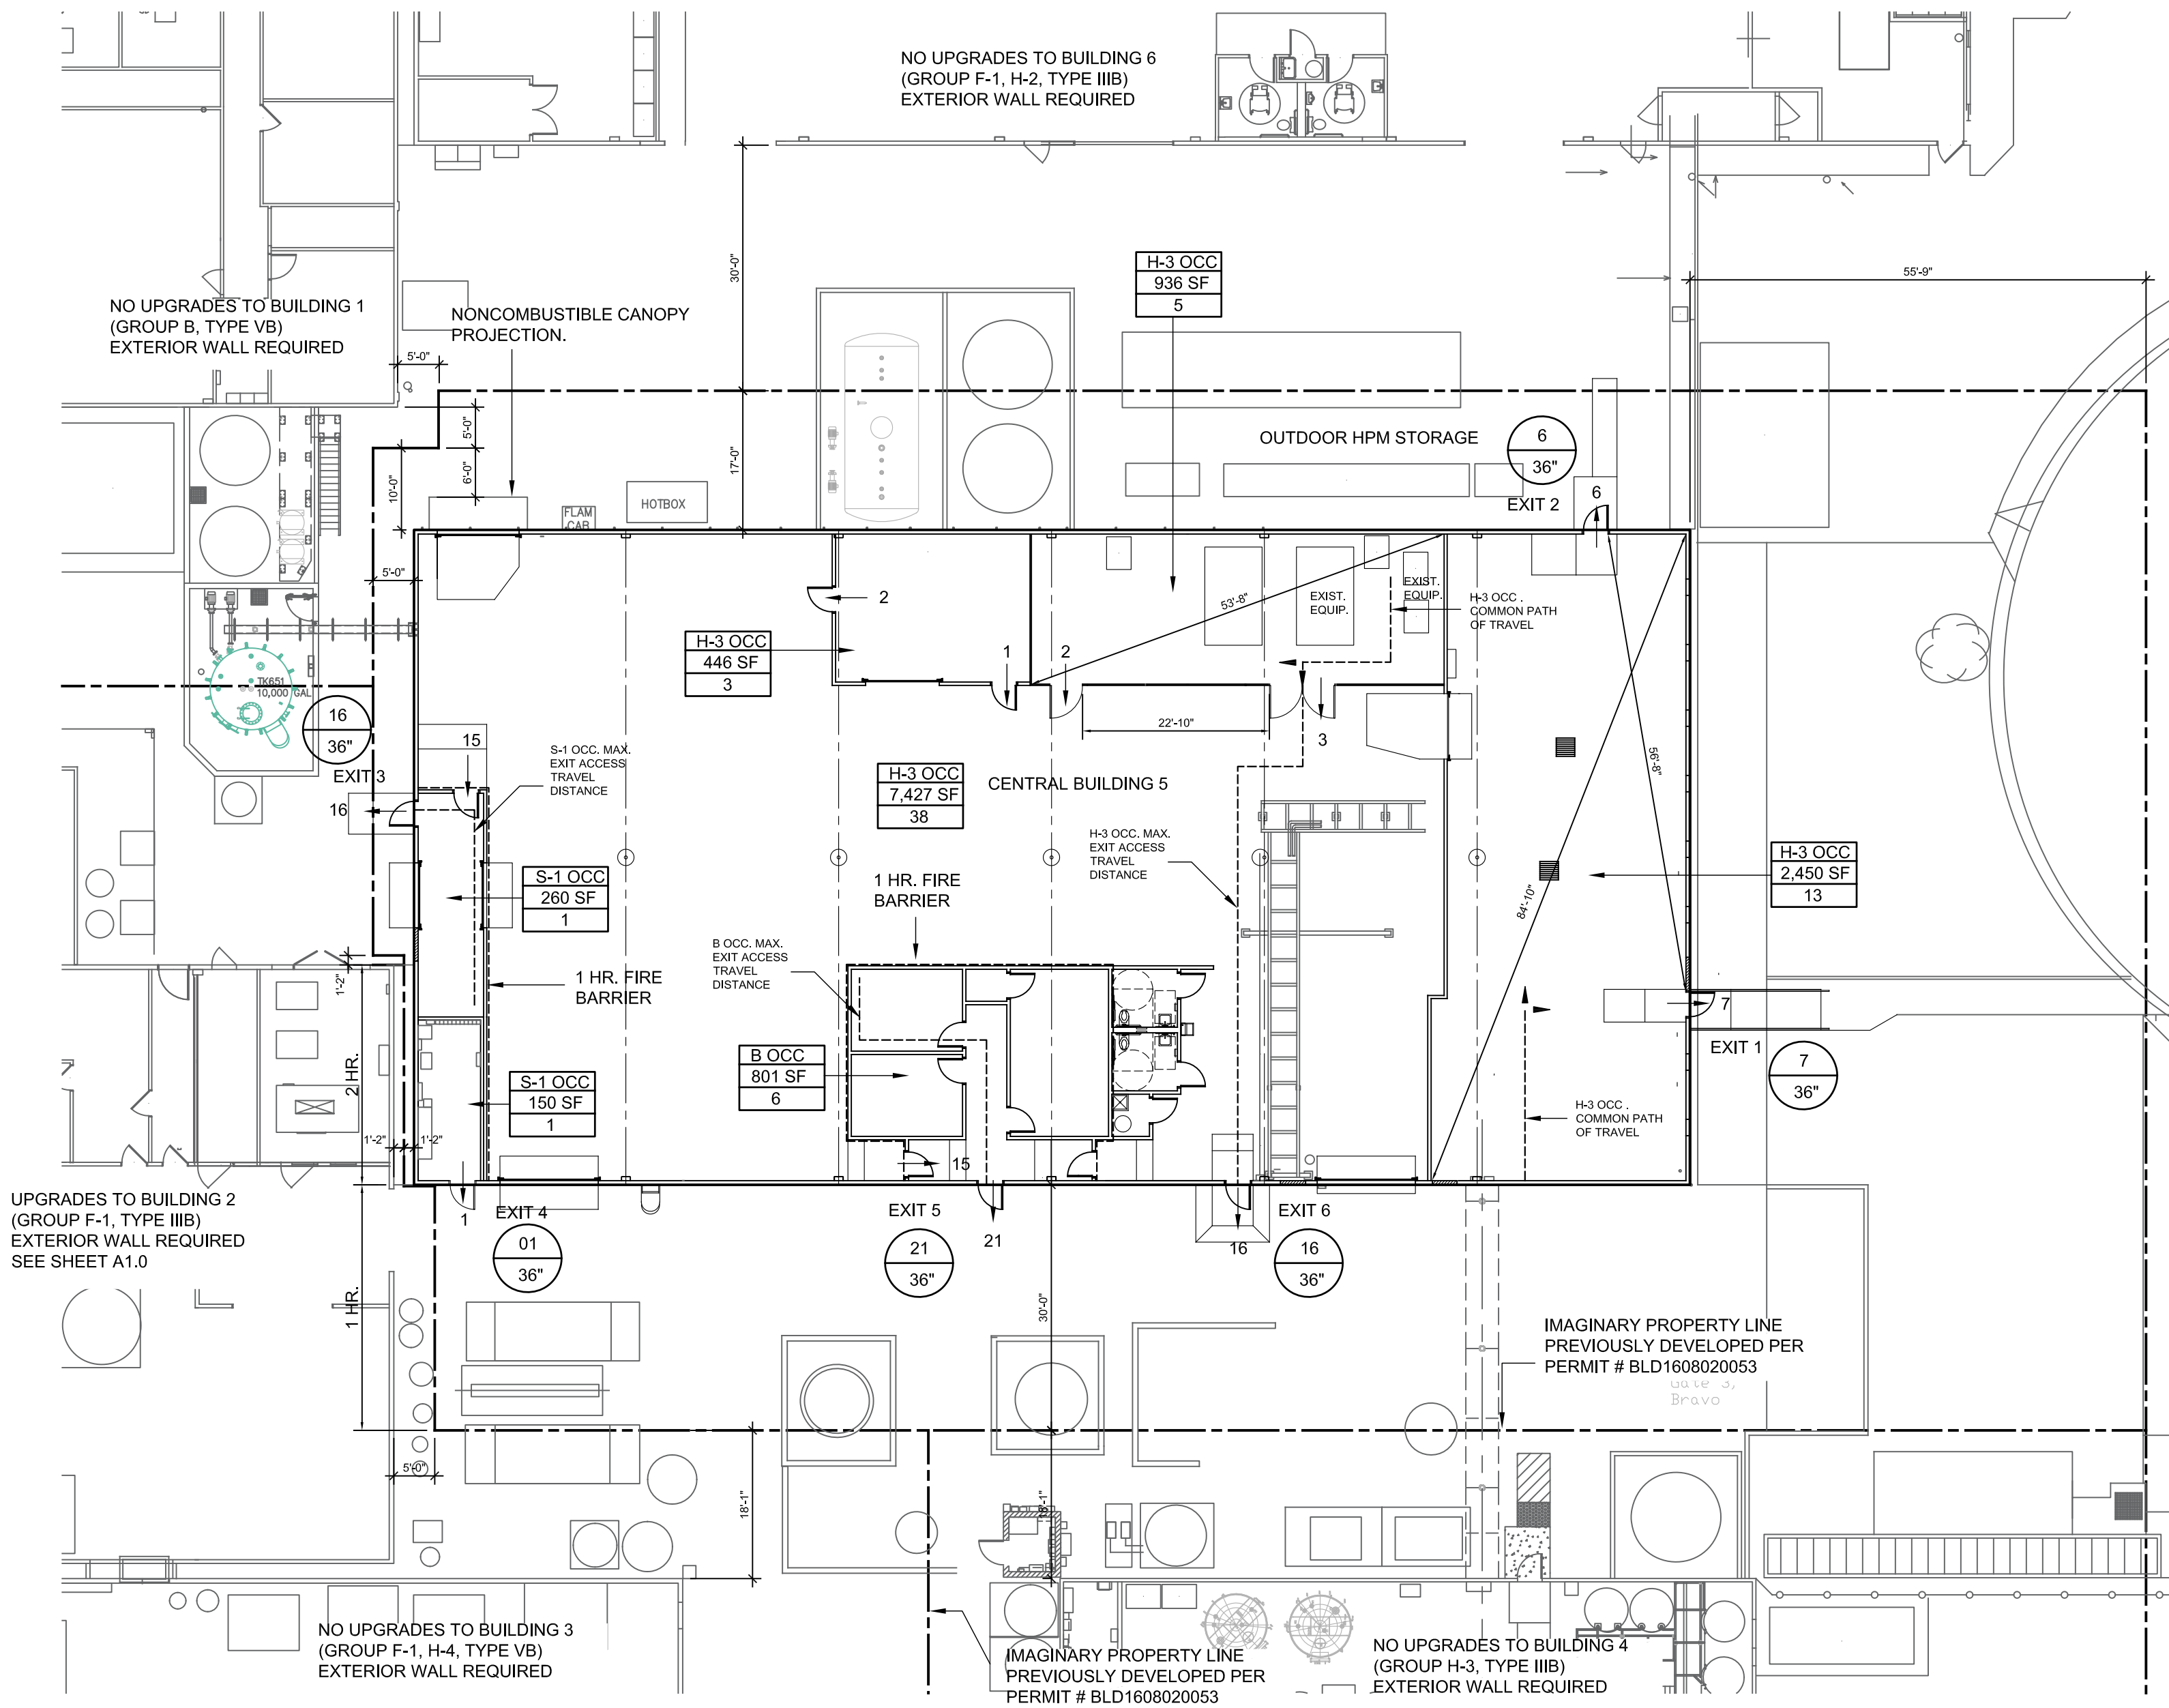 NO UPGRADES TO BUILDING 6
(GROUP F-1, H-2, TYPE IIIB)
EXTERIOR WALL REQUIRED
NO UPGRADES TO BUILDING 1
(GROUP B, TYPE VB)
EXTERIOR WALL REQUIRED
NONCOMBUSTIBLE CANOPY
PROJECTION.
30'-0"
H-3 OCC
936 SF
5
55'-9"
5'-0"
5'-0"
6'-0"
10'-0"
17'-0"
OUTDOOR HPM STORAGE
6
36"
EXIT 2
6
FLAM
CAB
HOTBOX
5'-0"
2
53'-8"
EXIST.
EQUIP.
EXIST.
EQUIP.
H-3 OCC .
COMMON PATH
OF TRAVEL
H-3 OCC
446 SF
3
1
2
TK651
10,000 GAL
16
36"
EXIT 3
22'-10"
3
15
S-1 OCC. MAX.
EXIT ACCESS
TRAVEL
DISTANCE
H-3 OCC
7,427 SF
38
CENTRAL BUILDING 5
56'-8"
16
H-3 OCC. MAX.
EXIT ACCESS
TRAVEL
DISTANCE
H-3 OCC
2,450 SF
13
84'-10"
S-1 OCC
260 SF
1
1 HR. FIRE
BARRIER
B OCC. MAX.
EXIT ACCESS
TRAVEL
DISTANCE
1 HR. FIRE
BARRIER
1'-2"
7
EXIT 1
7
36"
2 HR.
B OCC
801 SF
6
S-1 OCC
150 SF
1
H-3 OCC .
COMMON PATH
OF TRAVEL
1'-2"
1'-2"
15
UPGRADES TO BUILDING 2
(GROUP F-1, TYPE IIIB)
EXTERIOR WALL REQUIRED
SEE SHEET A1.0
1
EXIT 4
01
36"
EXIT 5
21
36"
21
16
EXIT 6
16
36"
1 HR.
30'-0"
IMAGINARY PROPERTY LINE
PREVIOUSLY DEVELOPED PER
PERMIT # BLD1608020053
Gate 3,
Bravo
5'-0"
18'-1"
18'-1"
NO UPGRADES TO BUILDING 3
(GROUP F-1, H-4, TYPE VB)
EXTERIOR WALL REQUIRED
IMAGINARY PROPERTY LINE
PREVIOUSLY DEVELOPED PER
PERMIT # BLD1608020053
NO UPGRADES TO BUILDING 4
(GROUP H-3, TYPE IIIB)
EXTERIOR WALL REQUIRED